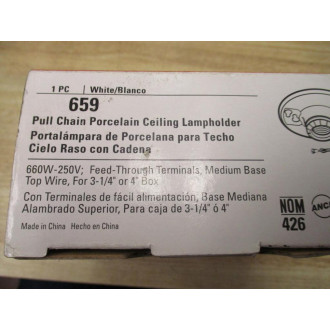 1 PC | White/Blanco
659
Pull Chain Porcelain Ceiling Lampholder
Portalámpara de Porcelana para Techo
Cielo Raso con Cadena
660W-250V; Feed-Through Terminals, Medium Base
Top Wire, For 3-1/4" or 4" Box
Con Terminales de fácil alimentación, Base Mediana
Alambrado Superior, Para caja de 3-1/4" ó 4"
Made in China Hecho en China
NOM
426
ANCE